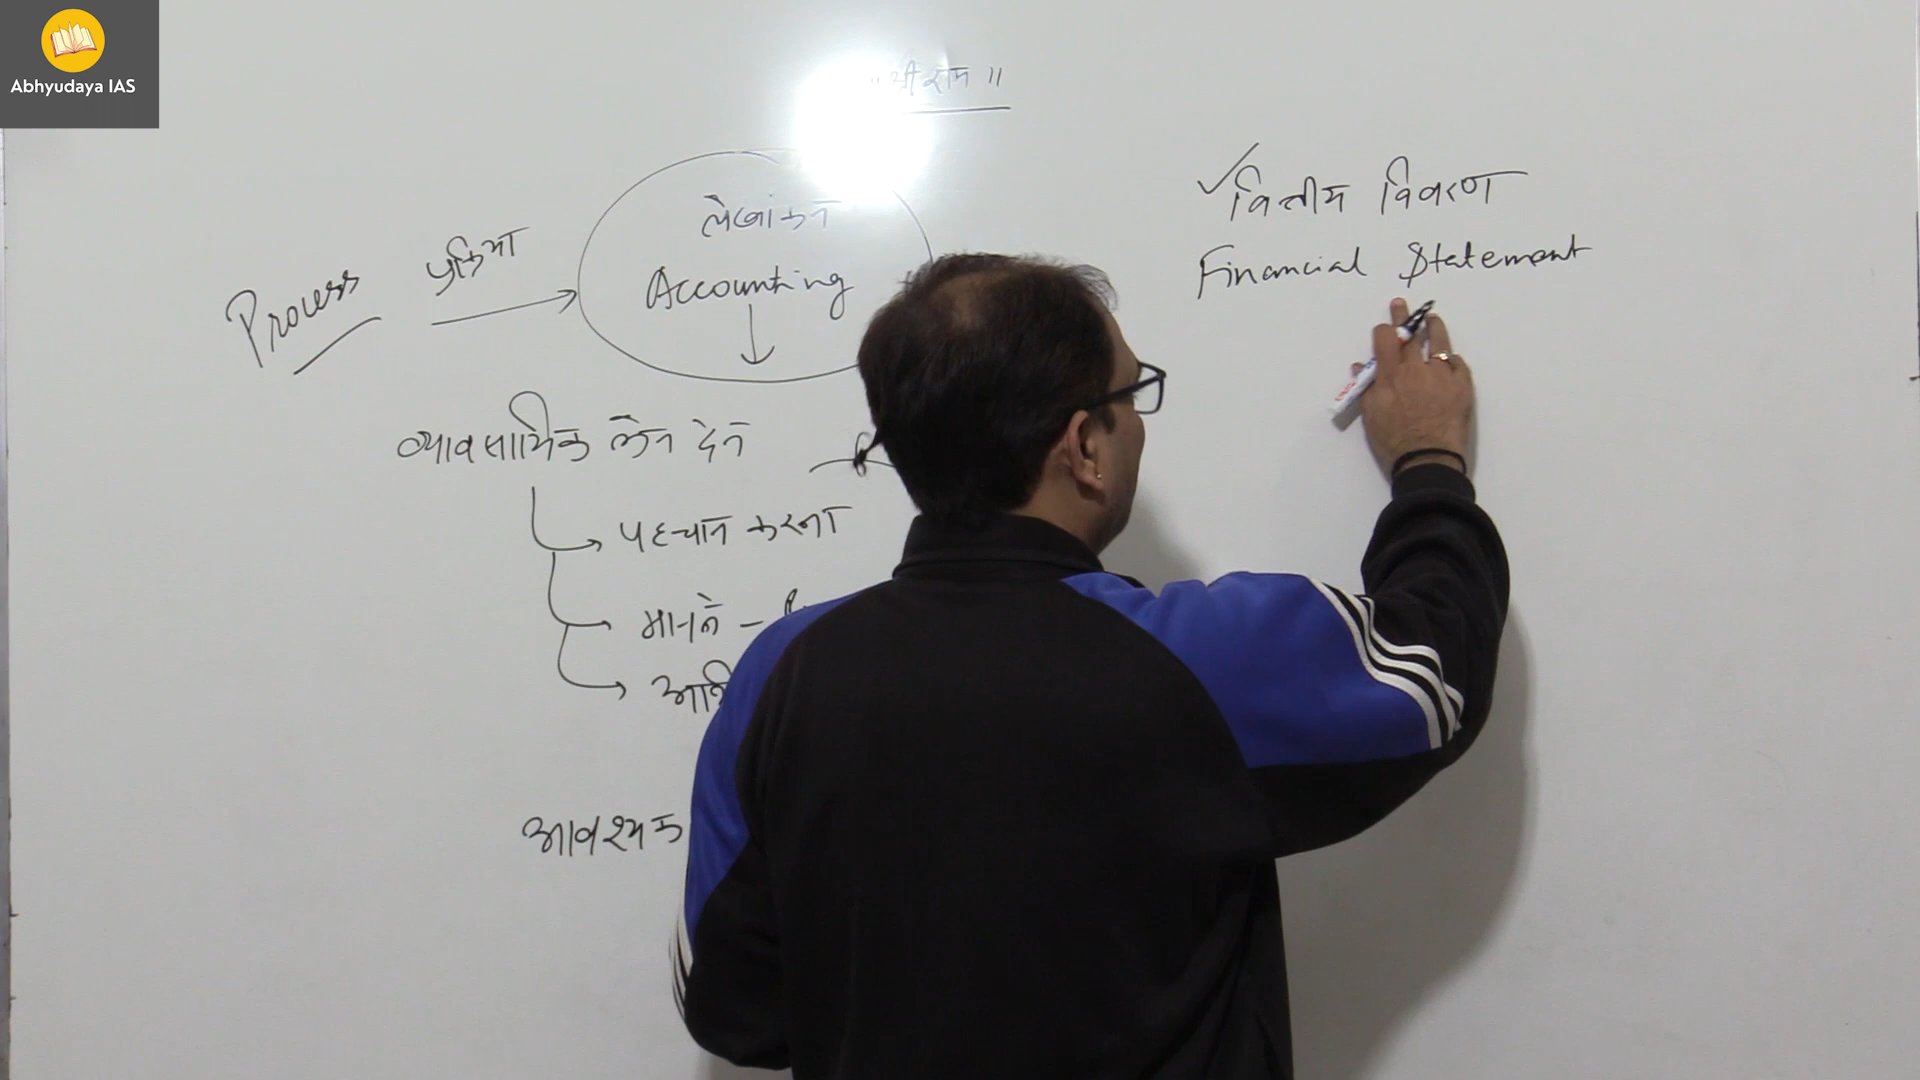 Abhyudaya IAS
श्रीराम ॥
लेखांकन
Accounting
Process प्रक्रिया
व्यावसायिक लेन देन
पहचान करना
मापने -
आवश्यक
✓ वित्तीय विवरण
Financial Statement